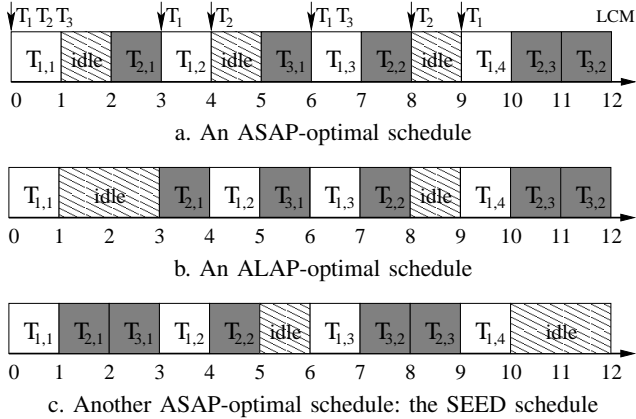 T1 T2 T3 T1 T2 T1 T3 T2 T1 LCM
T1,1 idle T2,1 T1,2 idle T3,1 T1,3 T2,2 idle T1,4 T2,3 T3,2
0 1 2 3 4 5 6 7 8 9 10 11 12
a. An ASAP-optimal schedule
T1,1 idle T2,1 T1,2 T3,1 T1,3 T2,2 idle T1,4 T2,3 T3,2
0 1 2 3 4 5 6 7 8 9 10 11 12
b. An ALAP-optimal schedule
T1,1 T2,1 T3,1 T1,2 T2,2 idle T1,3 T3,2 T2,3 T1,4 idle
0 1 2 3 4 5 6 7 8 9 10 11 12
c. Another ASAP-optimal schedule: the SEED schedule